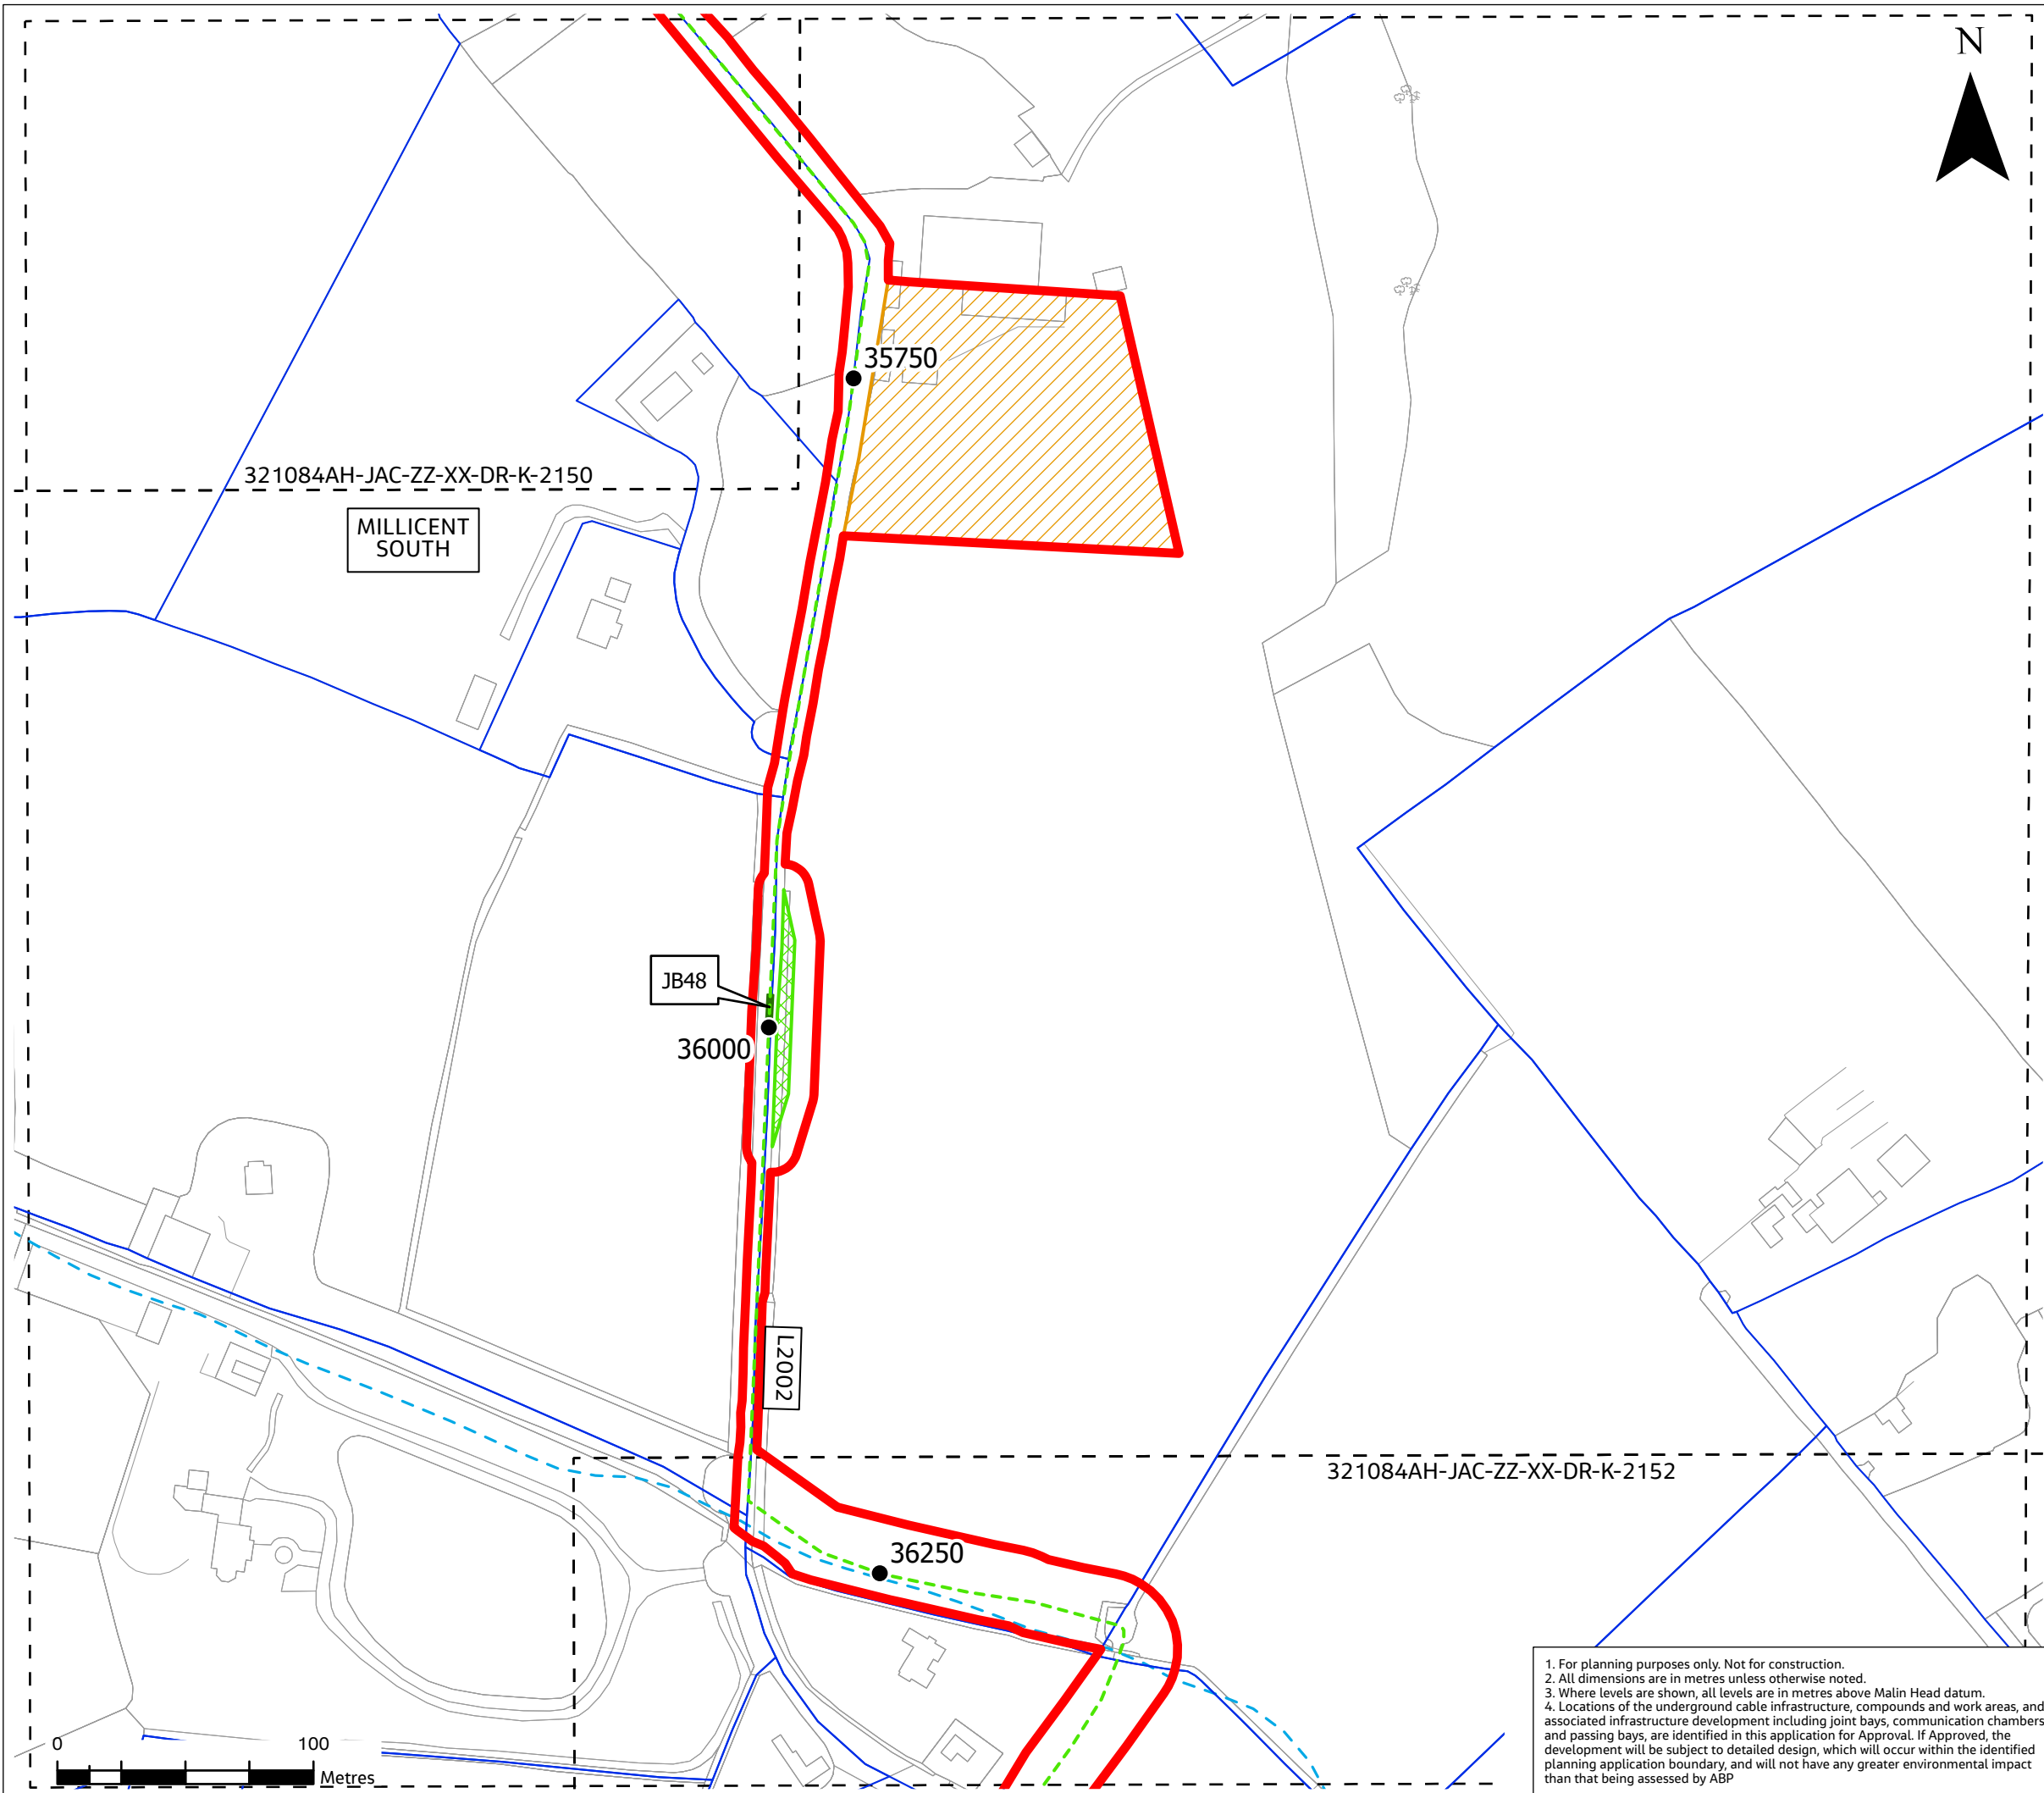 N
35750
321084AH-JAC-ZZ-XX-DR-K-2150
MILLICENT
SOUTH
JB48
36000
L2002
321084AH-JAC-ZZ-XX-DR-K-2152
36250
1. For planning purposes only. Not for construction.
2. All dimensions are in metres unless otherwise noted.
3. Where levels are shown, all levels are in metres above Malin Head datum.
4. Locations of the underground cable infrastructure, compounds and work areas, and
associated infrastructure development including joint bays, communication chambers
and passing bays, are identified in this application for Approval. If Approved, the
development will be subject to detailed design, which will occur within the identified
planning application boundary, and will not have any greater environmental impact
than that being assessed by ABP
0 100
Metres